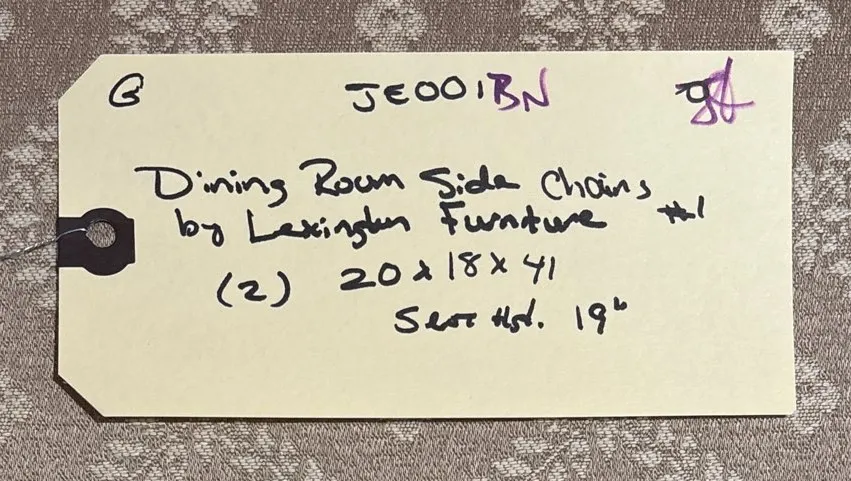 G JE001BN
Dining Room Side Chairs
by Lexington Furniture #1
(2) 20 x 18 x 41
Seat Hgt. 19"